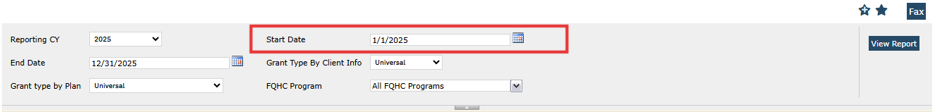 Fax
Reporting CY 2025 Start Date 1/1/2025 View Report
End Date 12/31/2025 Grant Type By Client Info Universal
Grant type by Plan Universal FQHC Program All FQHC Programs